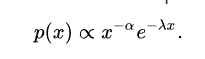 p(x) ∝ x^{-α} e^{-λx}.